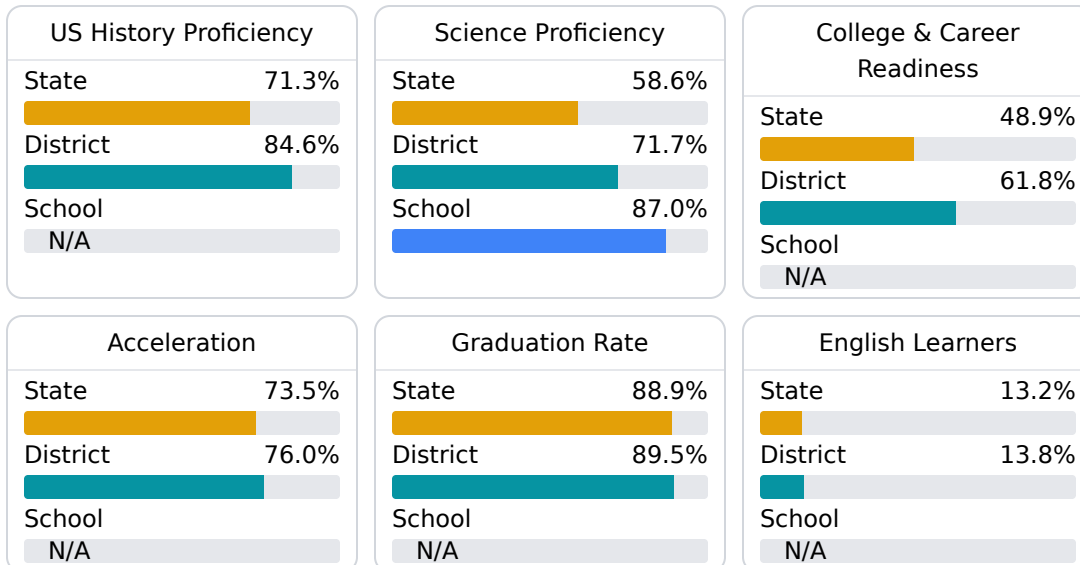 US History Proficiency
State 71.3%
District 84.6%
School
N/A
Science Proficiency
State 58.6%
District 71.7%
School 87.0%
College & Career
Readiness
State 48.9%
District 61.8%
School
N/A
Acceleration
State 73.5%
District 76.0%
School
N/A
Graduation Rate
State 88.9%
District 89.5%
School
N/A
English Learners
State 13.2%
District 13.8%
School
N/A